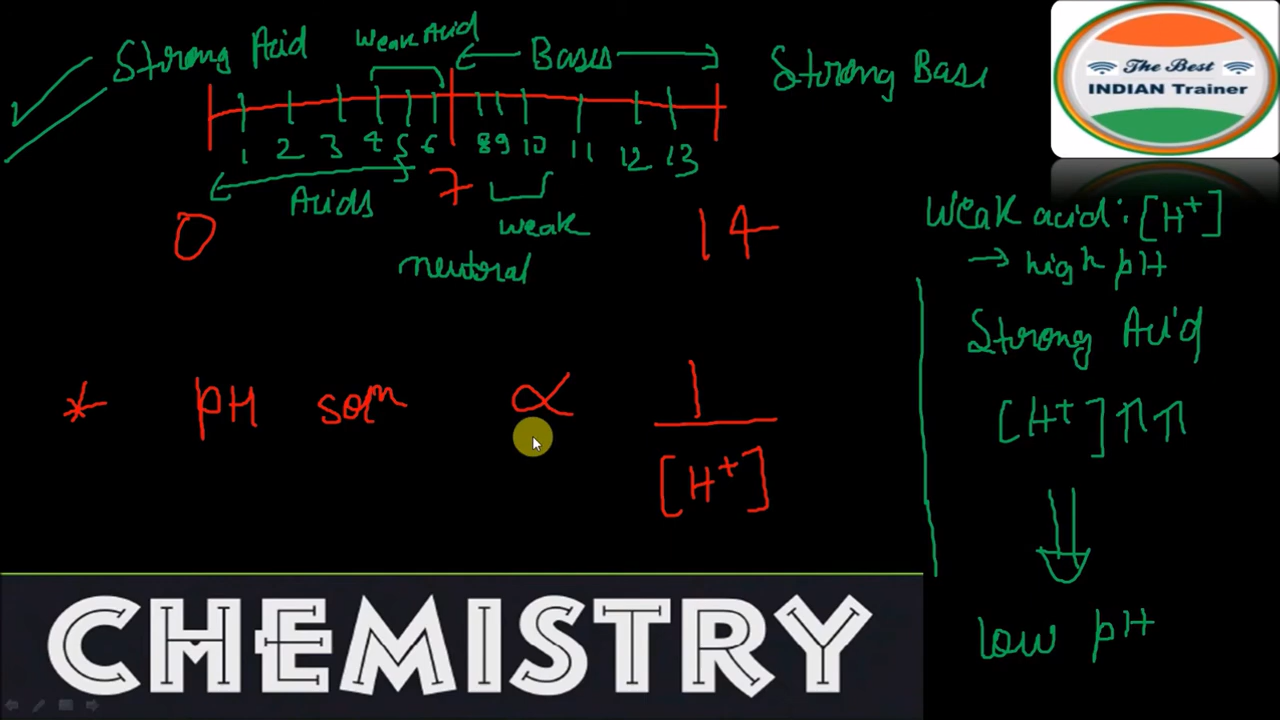 Strong Acid
Weak Acid
Bases
Strong Base
The Best
INDIAN Trainer
1 2 3 4 5 6 8 9 10 11 12 13
Acids
7
weak
0
14
neutral
Weak acid: [H⁺]
→ high pH
Strong Acid
[H⁺] ↑↑
low pH
* pH solⁿ ∝ 1
[H⁺]
CHEMISTRY